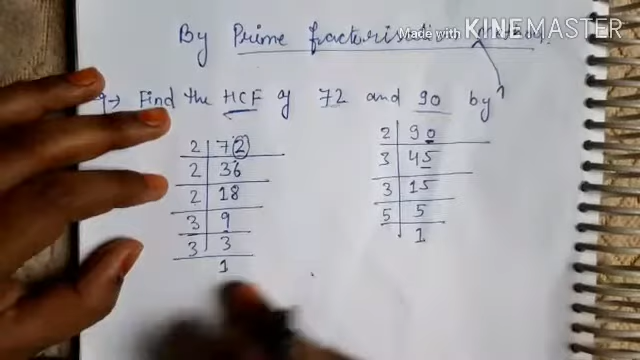 Made with KINEMASTER
By Prime factorisation
Find the HCF of 72 and 90 by
2 | 72
2 | 36
2 | 18
3 | 9
3 | 3
1
2 | 90
3 | 45
3 | 15
5 | 5
1